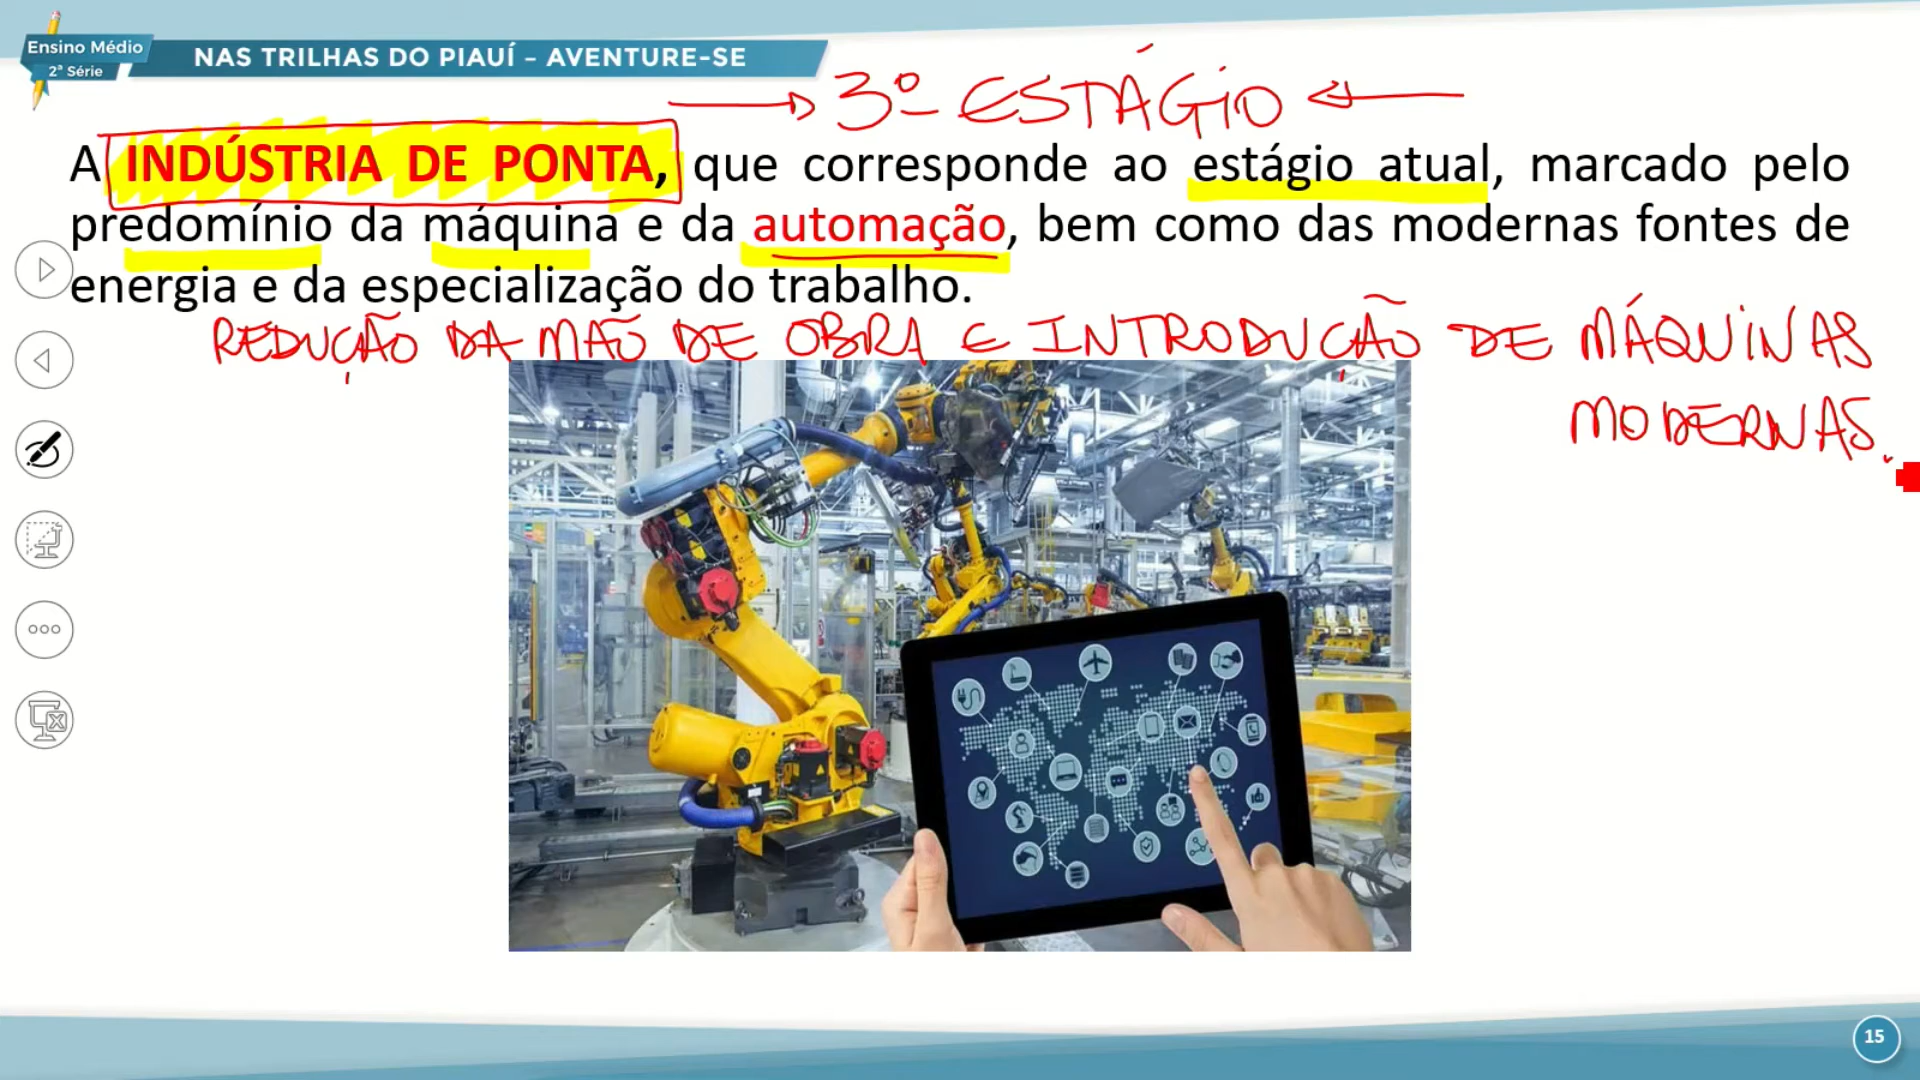 Ensino Médio
2ª Série
NAS TRILHAS DO PIAUÍ – AVENTURE-SE
3º ESTÁGIO
A INDÚSTRIA DE PONTA, que corresponde ao estágio atual, marcado pelo
predomínio da máquina e da automação, bem como das modernas fontes de
energia e da especialização do trabalho.
REDUÇÃO DA MÃO DE OBRA E INTRODUÇÃO DE MÁQUINAS
MODERNAS.
15